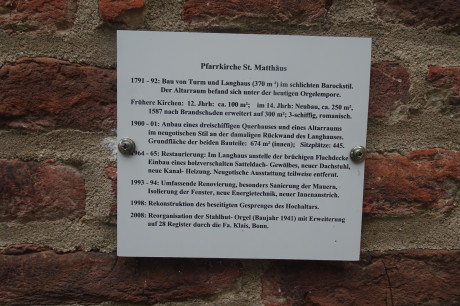 Pfarrkirche St. Matthäus
1791 - 92: Bau von Turm und Langhaus (370 m ²) im schlichten Barockstil.
Der Altarraum befand sich unter der heutigen Orgelempore.
Frühere Kirchen: 12. Jhrh: ca. 100 m²; im 14. Jhrh: Neubau, ca. 250 m²,
1587 nach Brandschaden erweitert auf 300 m²; 3-schiffig, romanisch.
1900 - 01: Anbau eines dreischiffigen Querhauses und eines Altarraums
im neugotischen Stil an der damaligen Rückwand des Langhauses.
Grundfläche der beiden Bauteile: 674 m² (innen); Sitzplätze: 445.
1964 - 65: Restaurierung: Im Langhaus anstelle der brüchigen Flachdecke
Einbau eines holzverschalten Satteldach- Gewölbes, neuer Dachstuhl,
neue Kanal- Heizung. Neugotische Ausstattung teilweise entfernt.
1993 - 94: Umfassende Renovierung, besonders Sanierung der Mauern,
Isolierung der Fenster, neue Energietechnik, neuer Innenanstrich.
1998: Rekonstruktion des beseitigten Gesprenges des Hochaltars.
2008: Reorganisation der Stahlhut- Orgel (Baujahr 1941) mit Erweiterung
auf 28 Register durch die Fa. Klais, Bonn.